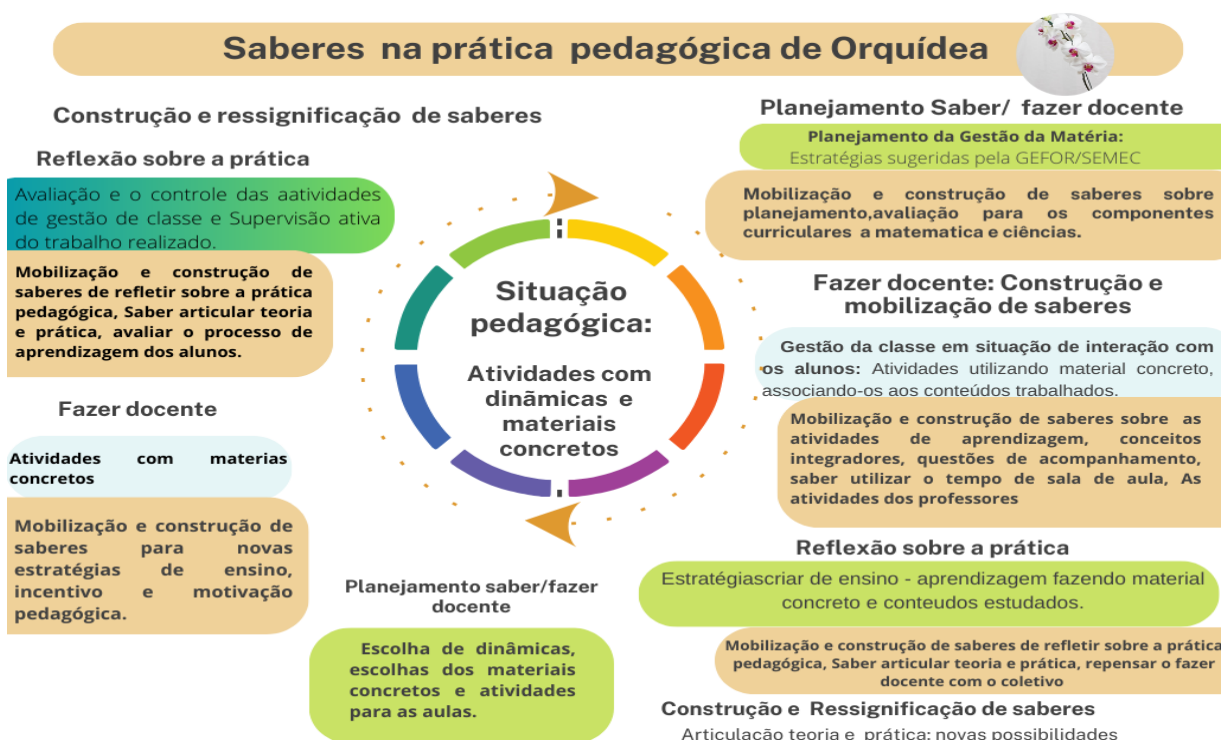 Saberes na prática pedagógica de Orquídea
Construção e ressignificação de saberes
Reflexão sobre a prática
Avaliação e o controle das aatividades
de gestão de classe e Supervisão ativa
do trabalho realizado.
Mobilização e construção de
saberes de refletir sobre a prática
pedagógica, Saber articular teoria
e prática, avaliar o processo de
aprendizagem dos alunos.
Fazer docente
Atividades com materias
concretos
Mobilização e construção de
saberes para novas
estratégias de ensino,
incentivo e motivação
pedagógica.
Situação
pedagógica:
Atividades com
dinâmicas e
materiais
concretos
Planejamento saber/fazer
docente
Escolha de dinâmicas,
escolhas dos materiais
concretos e atividades
para as aulas.
Planejamento Saber/ fazer docente
Planejamento da Gestão da Matéria:
Estratégias sugeridas pela GEFOR/SEMEC
Mobilização e construção de saberes sobre
planejamento,avaliação para os componentes
curriculares a matematica e ciências.
Fazer docente: Construção e
mobilização de saberes
Gestão da classe em situação de interação com
os alunos: Atividades utilizando material concreto,
associando-os aos conteúdos trabalhados.
Mobilização e construção de saberes sobre as
atividades de aprendizagem, conceitos
integradores, questões de acompanhamento,
saber utilizar o tempo de sala de aula, As
atividades dos professores
Reflexão sobre a prática
Estratégiascriar de ensino - aprendizagem fazendo material
concreto e conteudos estudados.
Mobilização e construção de saberes de refletir sobre a prática
pedagógica, Saber articular teoria e prática, repensar o fazer
docente com o coletivo
Construção e Ressignificação de saberes
Articulação teoria e prática: novas possibilidades